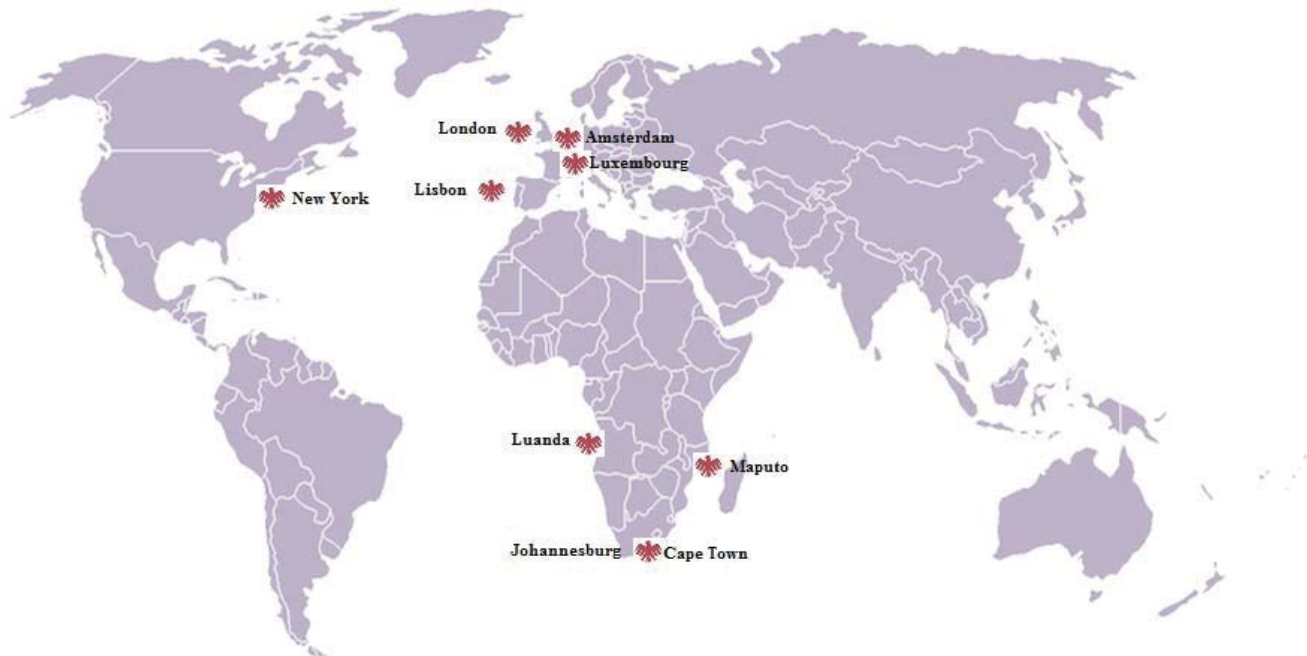 London
Amsterdam
Luxembourg
Lisbon
New York
Luanda
Maputo
Johannesburg
Cape Town